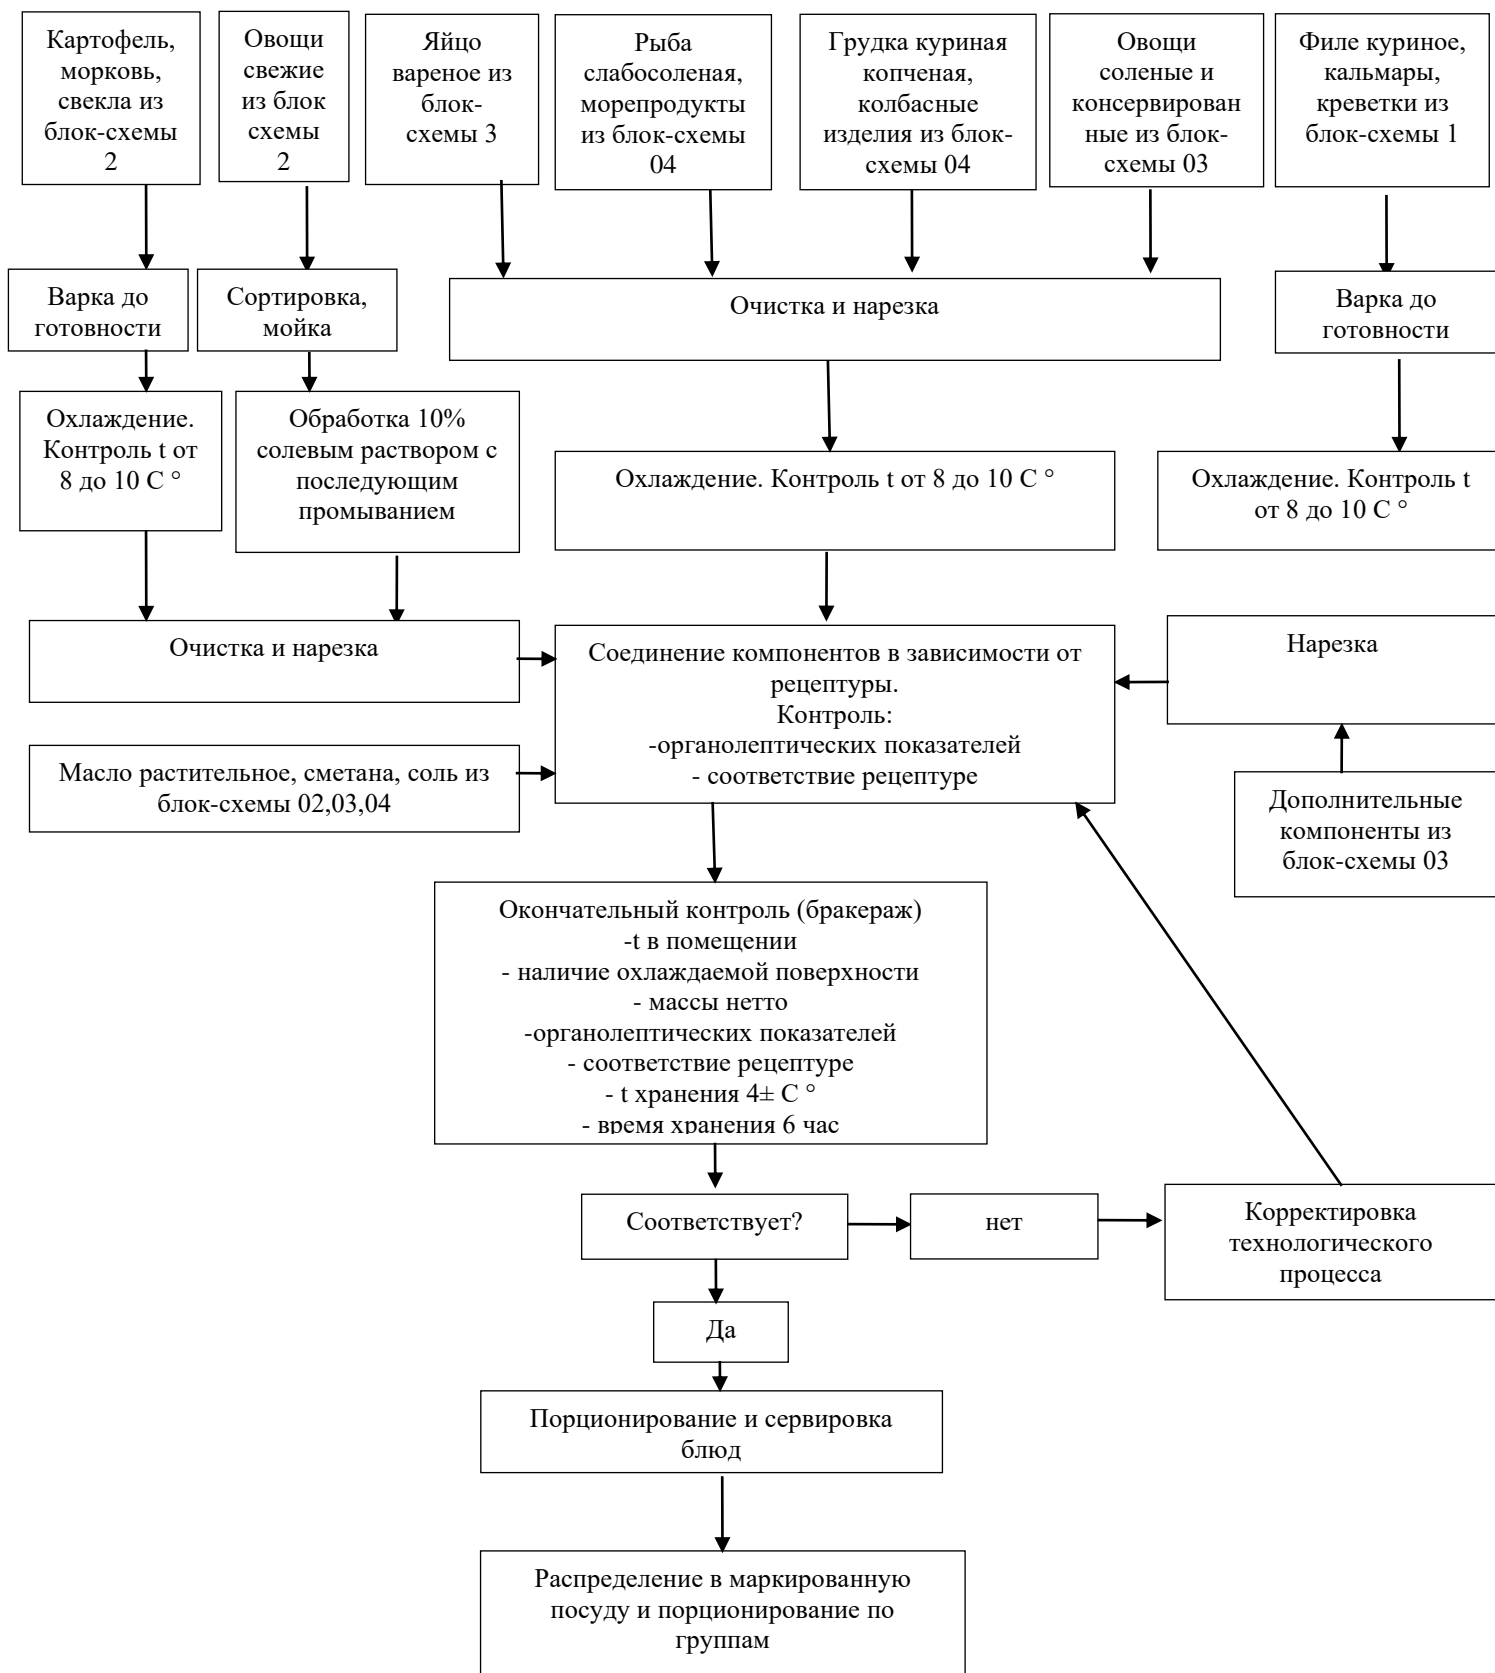 Картофель,
морковь,
свекла из
блок-схемы
2
Овощи
свежие
из блок
схемы
2
Яйцо
вареное из
блок-
схемы 3
Рыба
слабосоленая,
морепродукты
из блок-схемы
04
Грудка куриная
копченая,
колбасные
изделия из блок-
схемы 04
Овощи
соленые и
консервирован
ные из блок-
схемы 03
Филе куриное,
кальмары,
креветки из
блок-схемы 1
Варка до
готовности
Сортировка,
мойка
Очистка и нарезка
Варка до
готовности
Охлаждение.
Контроль t от
8 до 10 С °
Обработка 10%
солевым раствором с
последующим
промыванием
Охлаждение. Контроль t от 8 до 10 С °
Охлаждение. Контроль t
от 8 до 10 С °
Очистка и нарезка
Соединение компонентов в зависимости от
рецептуры.
Контроль:
-органолептических показателей
- соответствие рецептуре
Нарезка
Масло растительное, сметана, соль из
блок-схемы 02,03,04
Дополнительные
компоненты из
блок-схемы 03
Окончательный контроль (бракераж)
-t в помещении
- наличие охлаждаемой поверхности
- массы нетто
-органолептических показателей
- соответствие рецептуре
- t хранения 4± С °
- время хранения 6 час
Соответствует?
нет
Корректировка
технологического
процесса
Да
Порционирование и сервировка
блюд
Распределение в маркированную
посуду и порционирование по
группам